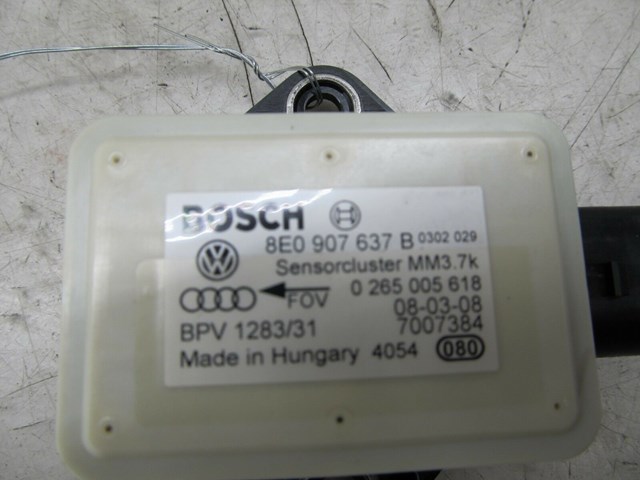 BOSCH
8E0 907 637 B 0302 029
Sensorcluster MM3.7k
FOV 0 265 005 618
08-03-08
BPV 1283/31 7007384
Made in Hungary 4054 080